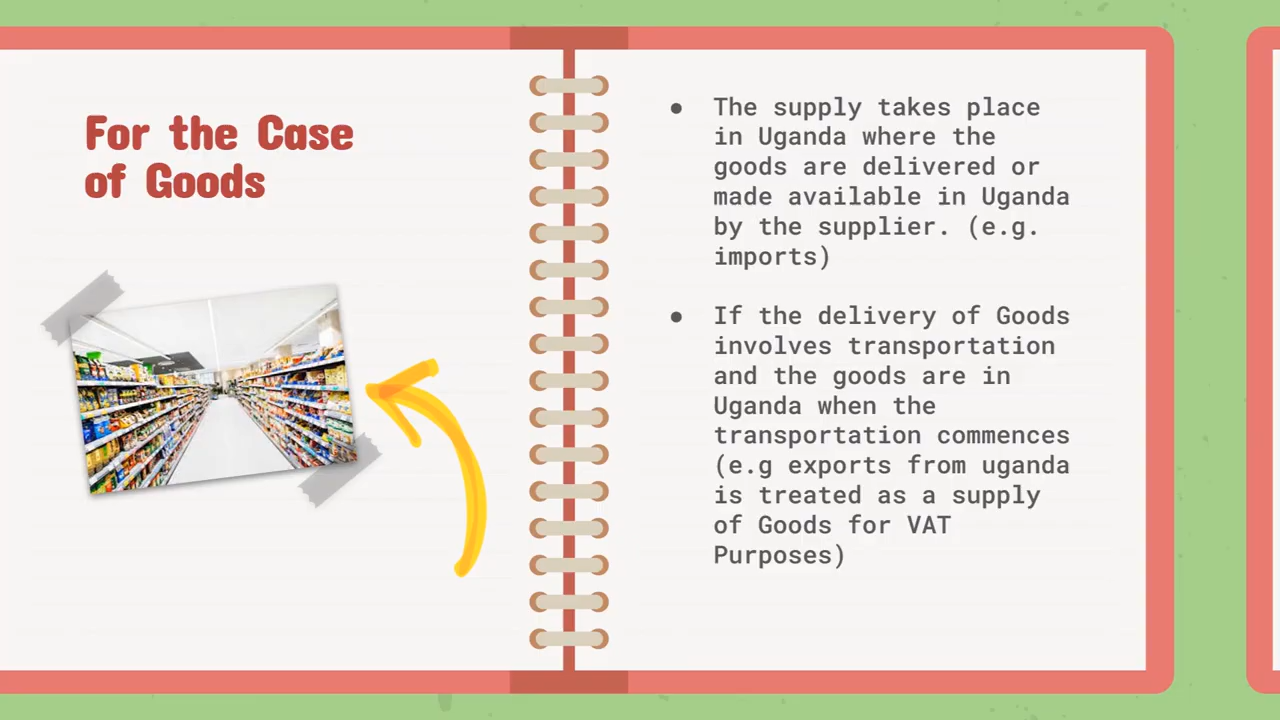 For the Case
of Goods
● The supply takes place
in Uganda where the
goods are delivered or
made available in Uganda
by the supplier. (e.g.
imports)
● If the delivery of Goods
involves transportation
and the goods are in
Uganda when the
transportation commences
(e.g exports from uganda
is treated as a supply
of Goods for VAT
Purposes)